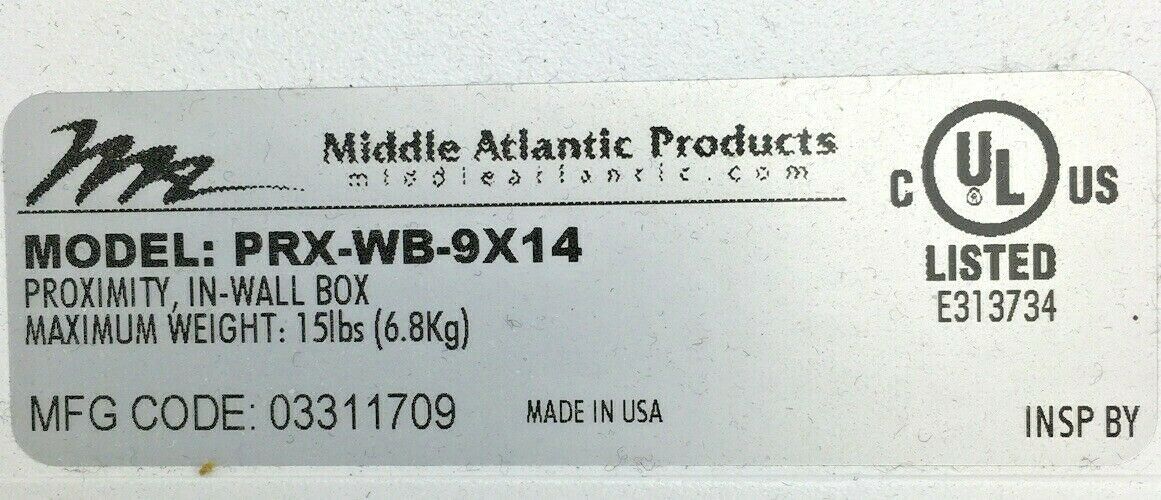 Middle Atlantic Products
middleatlantic.com
MODEL: PRX-WB-9X14
PROXIMITY, IN-WALL BOX
MAXIMUM WEIGHT: 15lbs (6.8Kg)
MFG CODE: 03311709
MADE IN USA
C UL US
®
LISTED
E313734
INSP BY